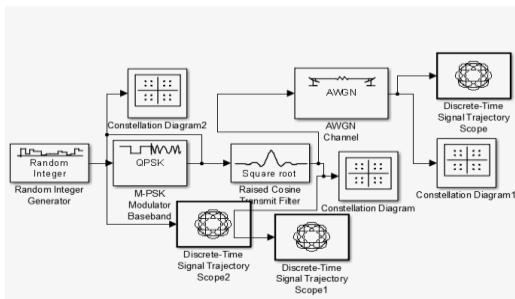 AWGN
AWGN
Channel
Discrete-Time
Signal Trajectory
Scope
Constellation Diagram2
Random
Integer
Random Integer
Generator
QPSK
M-PSK
Modulator
Baseband
Square root
Raised Cosine
Transmit Filter
Constellation Diagram
Constellation Diagram1
Discrete-Time
Signal Trajectory
Scope2
Discrete-Time
Signal Trajectory
Scope1